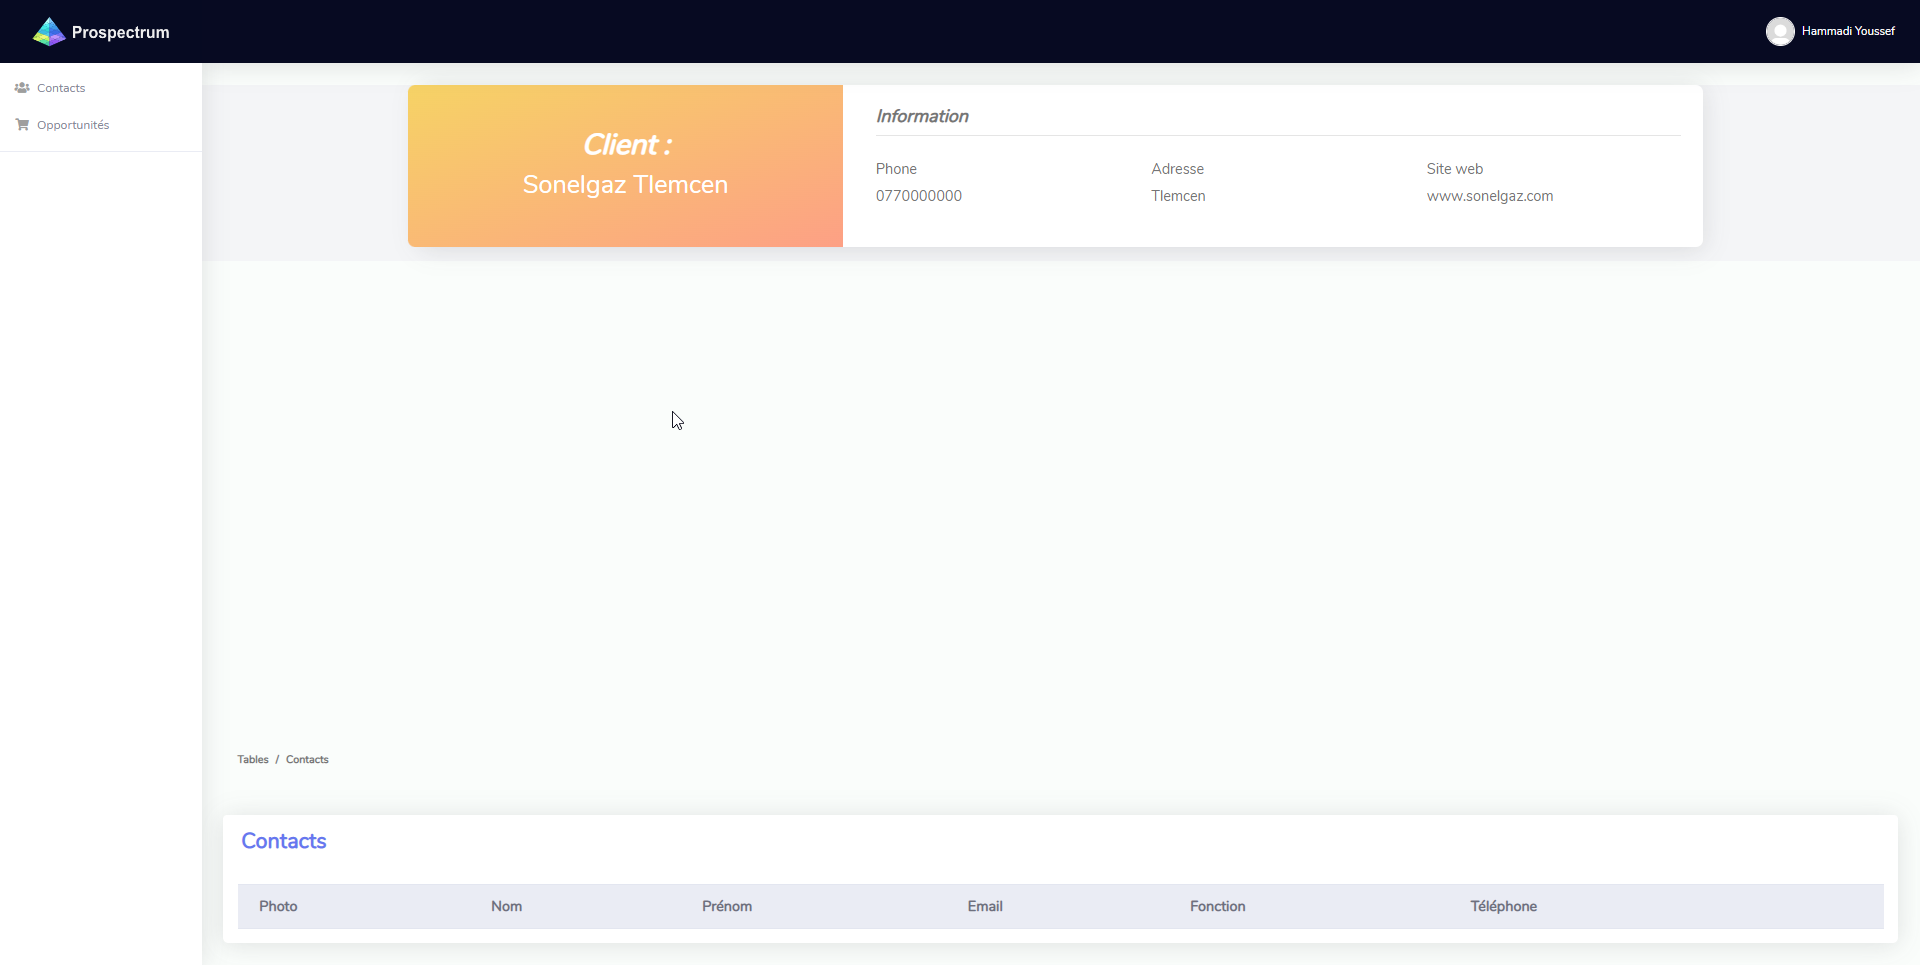 Prospectrum
Hammadi Youssef
Contacts
Opportunités
Client :
Sonelgaz Tlemcen
Information
Phone Adresse Site web
0770000000 Tlemcen www.sonelgaz.com
Tables / Contacts
Contacts
Photo Nom Prénom Email Fonction Téléphone